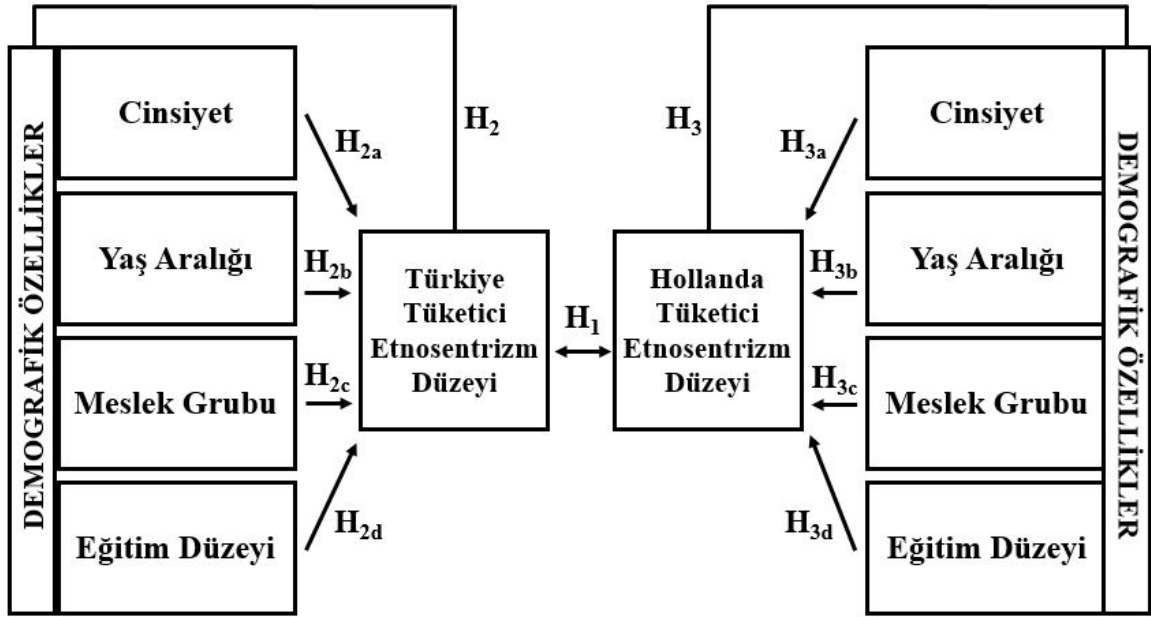 DEMOGRAFİK ÖZELLİKLER
Cinsiyet
Yaş Aralığı
Meslek Grubu
Eğitim Düzeyi
H2a
H2b
H2c
H2d
H2
Türkiye
Tüketici
Etnosentrizm
Düzeyi
H1
Hollanda
Tüketici
Etnosentrizm
Düzeyi
H3
H3a
H3b
H3c
H3d
Cinsiyet
Yaş Aralığı
Meslek Grubu
Eğitim Düzeyi
DEMOGRAFİK ÖZELLİKLER